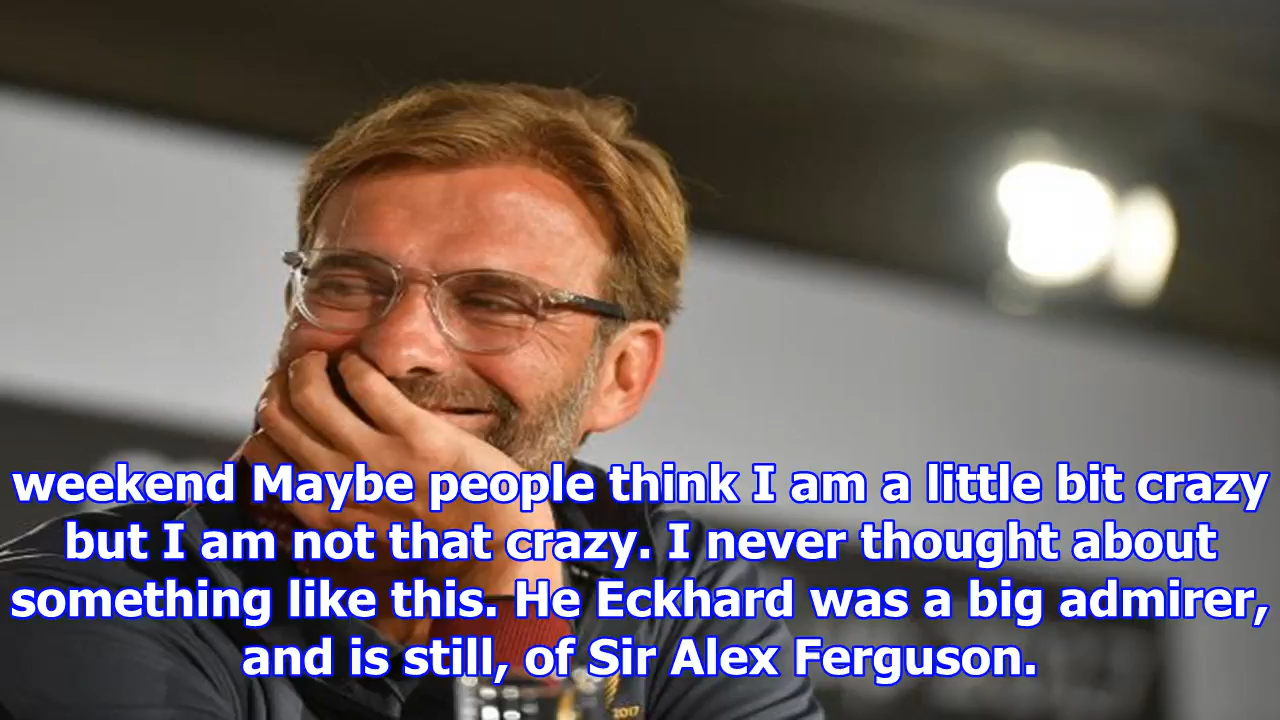 weekend Maybe people think I am a little bit crazy
but I am not that crazy. I never thought about
something like this. He Eckhard was a big admirer,
and is still, of Sir Alex Ferguson.
2017